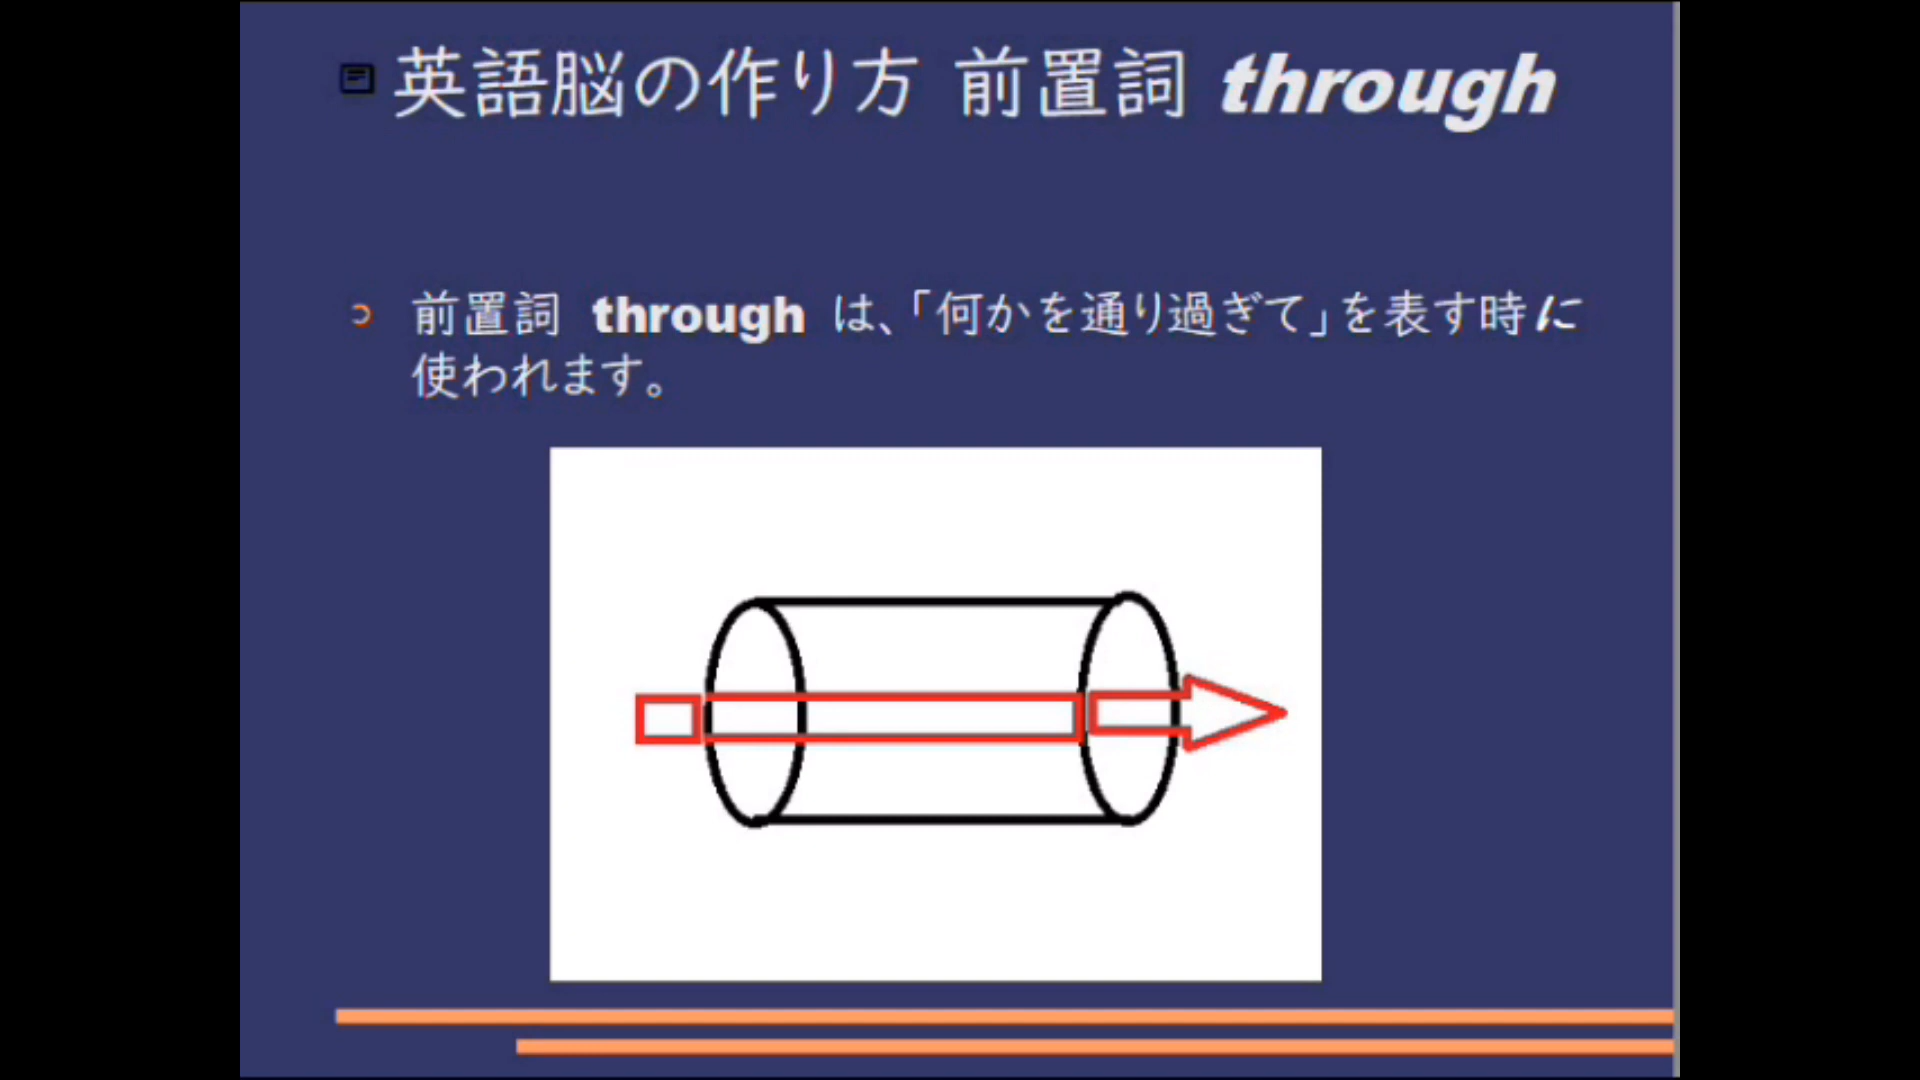 英語脳の作り方 前置詞 through
前置詞 through は、「何かを通り過ぎて」を表す時に
使われます。